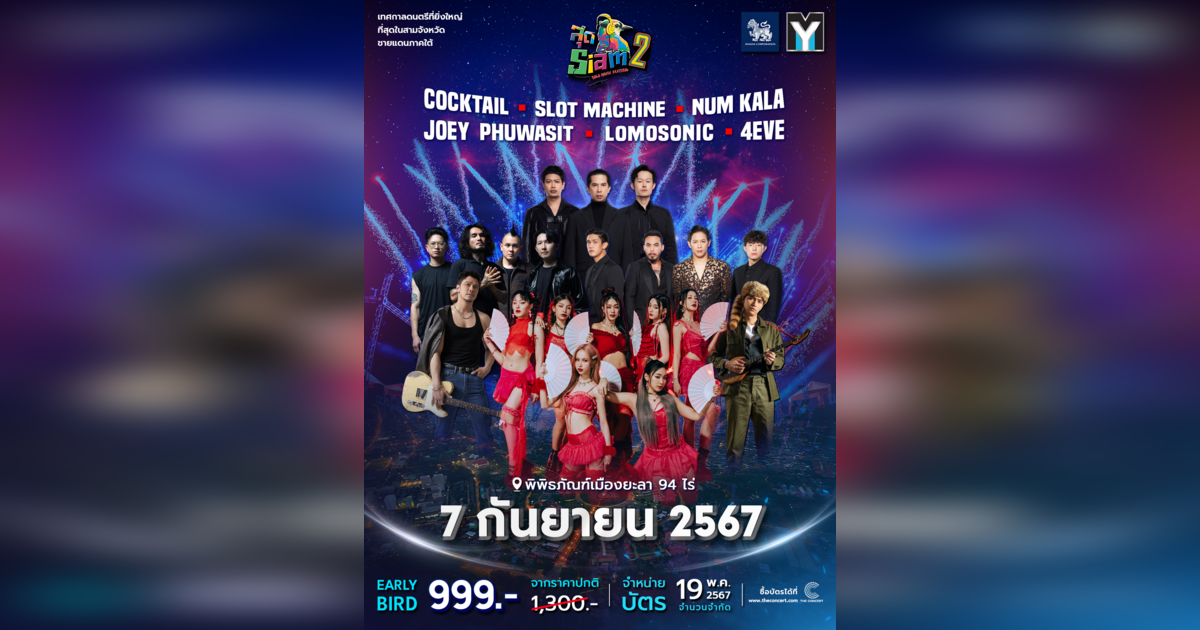 เทศกาลดนตรีที่ยิ่งใหญ่
ที่สุดในสามจังหวัด
ชายแดนภาคใต้
สุด
Siam 2
COCKTAIL ▪ SLOT MACHINE ▪ NUM KALA
JOEY PHUWASIT ▪ LOMOSONIC ▪ 4EVE
พิพิธภัณฑ์เมืองยะลา 94 ไร่
7 กันยายน 2567
EARLY BIRD
999.-
จากราคาปกติ
1,300.-
จำหน่าย
บัตร
19 พ.ค.
2567
จำนวนจำกัด
ซื้อบัตรได้ที่
www.theconcert.com
THE CONCERT